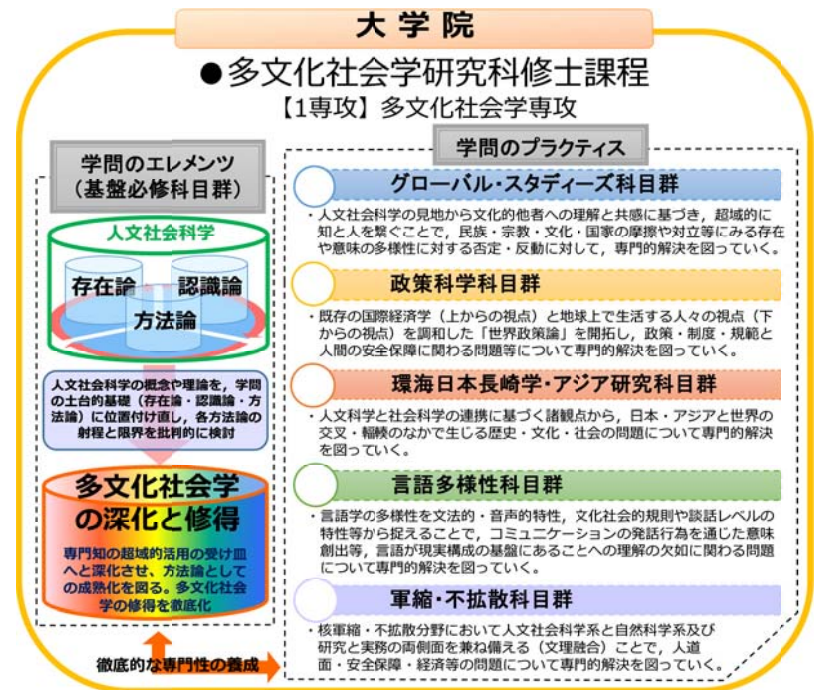 大学院
●多文化社会学研究科修士課程
【1専攻】多文化社会学専攻
学問のエレメンツ
（基盤必修科目群）
人文社会科学
存在論
認識論
方法論
人文社会科学の概念や理論を，学問
の土台的基礎（存在論・認識論・方
法論）に位置付け直し，各方法論の
射程と限界を批判的に検討
多文化社会学
の深化と修得
専門知の超域的活用の受け皿
へと深化させ、方法論として
の成熟化を図る。多文化社会
学の修得を徹底化
徹底的な専門性の養成
学問のプラクティス
グローバル・スタディーズ科目群
・人文社会科学の見地から文化的他者への理解と共感に基づき，超域的に
知と人を繋ぐことで，民族・宗教・文化・国家の摩擦や対立等にみる存在
や意味の多様性に対する否定・反動に対して，専門的解決を図っていく。
政策科学科目群
・既存の国際経済学（上からの視点）と地球上で生活する人々の視点（下
からの視点）を調和した「世界政策論」を開拓し，政策・制度・規範と
人間の安全保障に関わる問題等について専門的解決を図っていく。
環海日本長崎学・アジア研究科目群
・人文科学と社会科学の連携に基づく諸観点から，日本・アジアと世界の
交叉・輻輳のなかで生じる歴史・文化・社会の問題について専門的解決
を図っていく。
言語多様性科目群
・言語学の多様性を文法的・音声的特性，文化社会的規則や談話レベルの
特性等から捉えることで，コミュニケーションの発話行為を通じた意味
創出等，言語が現実構成の基盤にあることへの理解の欠如に関わる問題
について専門的解決を図っていく。
軍縮・不拡散科目群
・核軍縮・不拡散分野において人文社会科学系と自然科学系及び
研究と実務の両側面を兼ね備える（文理融合）ことで，人道
面・安全保障・経済等の問題について専門的解決を図っていく。